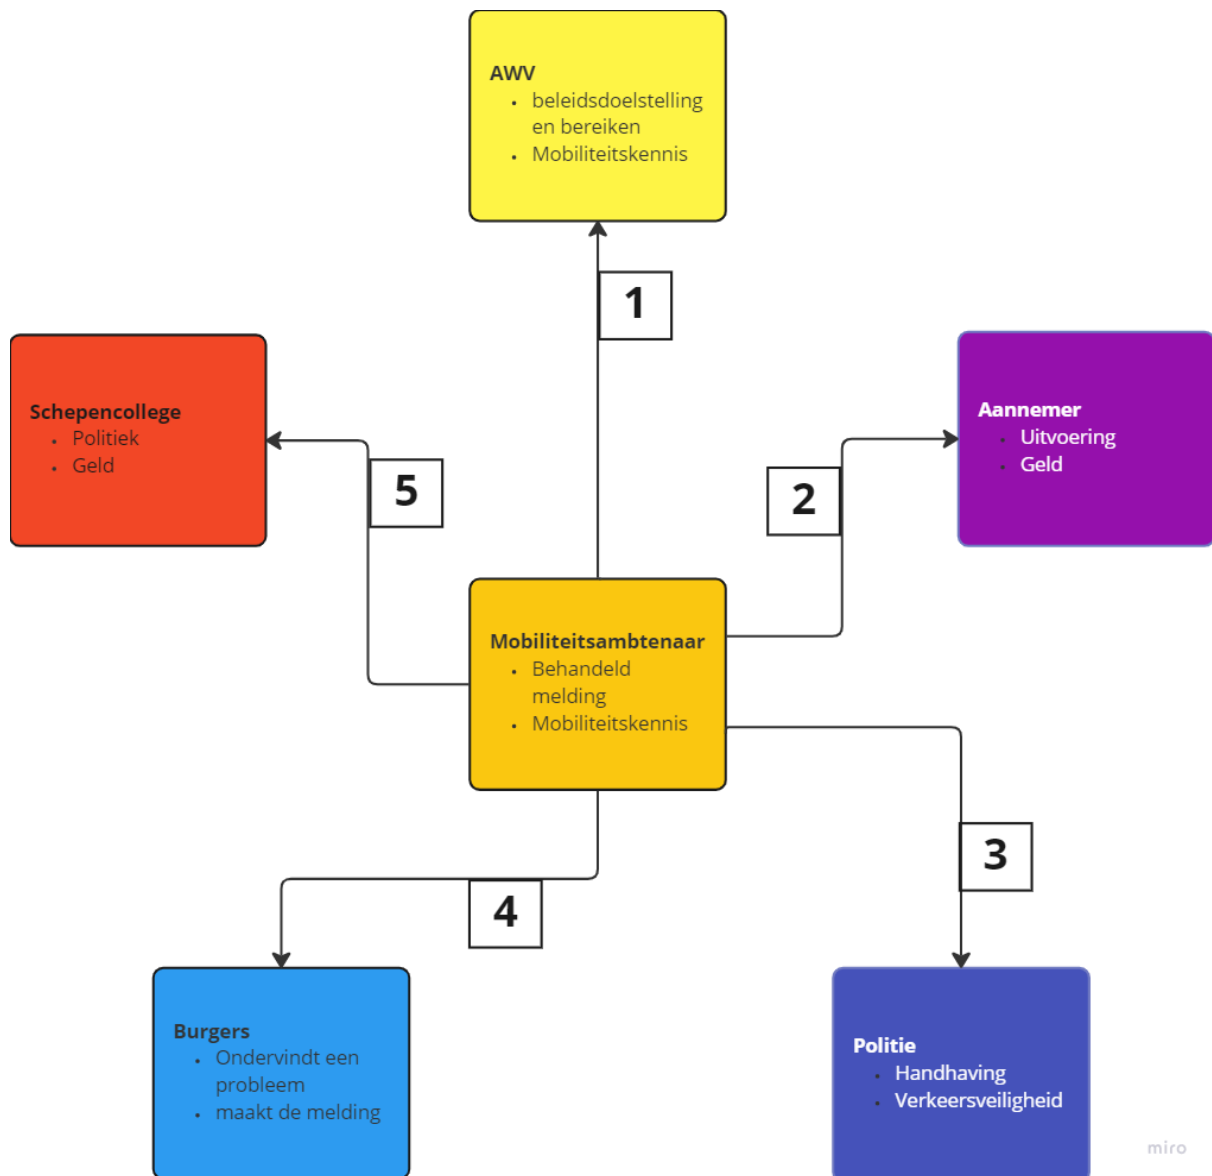 AWV
• beleidsdoelstelling
en bereiken
• Mobiliteitskennis
1
Schepencollege
• Politiek
• Geld
5
Aannemer
• Uitvoering
• Geld
2
Mobiliteitsambtenaar
• Behandeld
melding
• Mobiliteitskennis
3
4
Burgers
• Ondervindt een
probleem
• maakt de melding
Politie
• Handhaving
• Verkeersveiligheid
miro